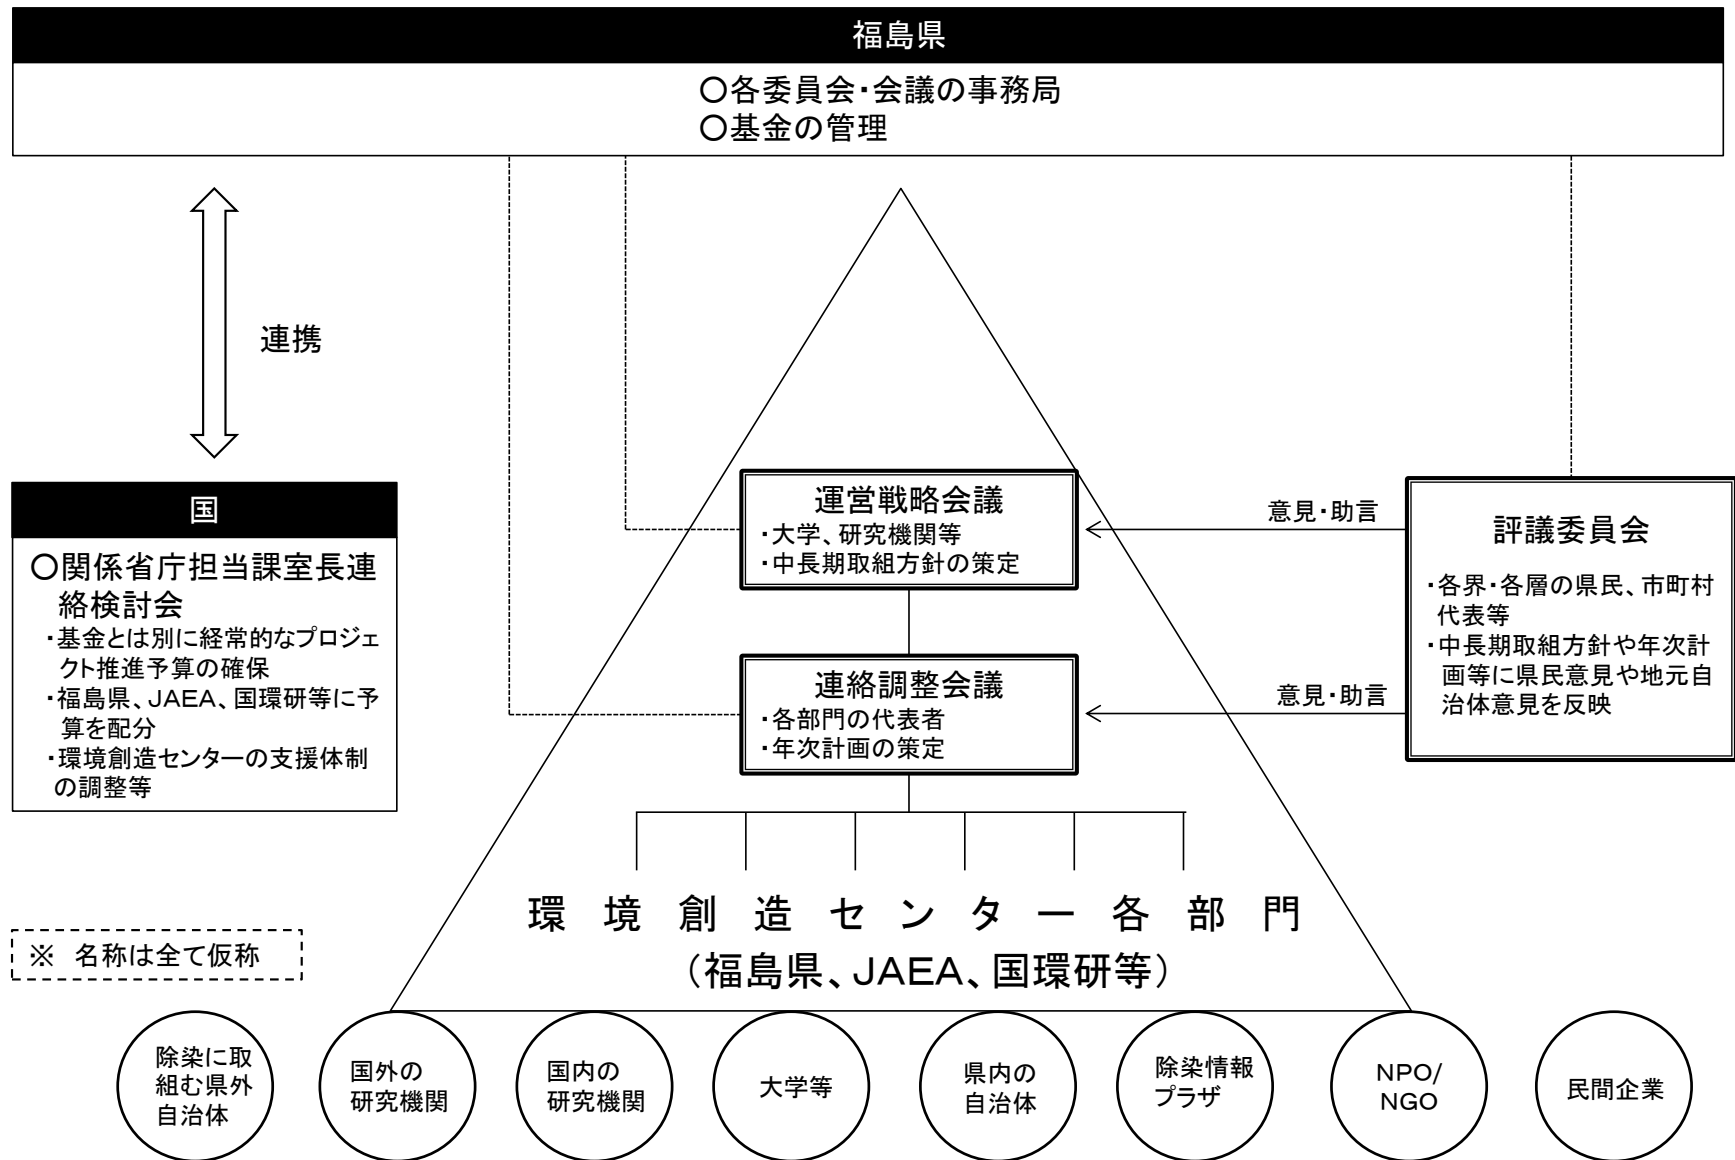 福島県
〇各委員会・会議の事務局
〇基金の管理
連携
国
〇関係省庁担当課室長連
絡検討会
・基金とは別に経常的なプロジェ
クト推進予算の確保
・福島県、JAEA、国環研等に予
算を配分
・環境創造センターの支援体制
の調整等
運営戦略会議
・大学、研究機関等
・中長期取組方針の策定
意見・助言
評議委員会
・各界・各層の県民、市町村
代表等
・中長期取組方針や年次計
画等に県民意見や地元自
治体意見を反映
連絡調整会議
・各部門の代表者
・年次計画の策定
意見・助言
環境創造センター各部門
（福島県、JAEA、国環研等）
※ 名称は全て仮称
除染に取
組む県外
自治体
国外の
研究機関
国内の
研究機関
大学等
県内の
自治体
除染情報
プラザ
NPO/
NGO
民間企業